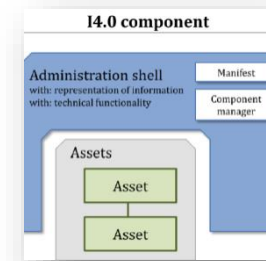 I4.0 component
Administration shell
with: representation of information
with: technical functionality
Manifest
Component
manager
Assets
Asset
Asset